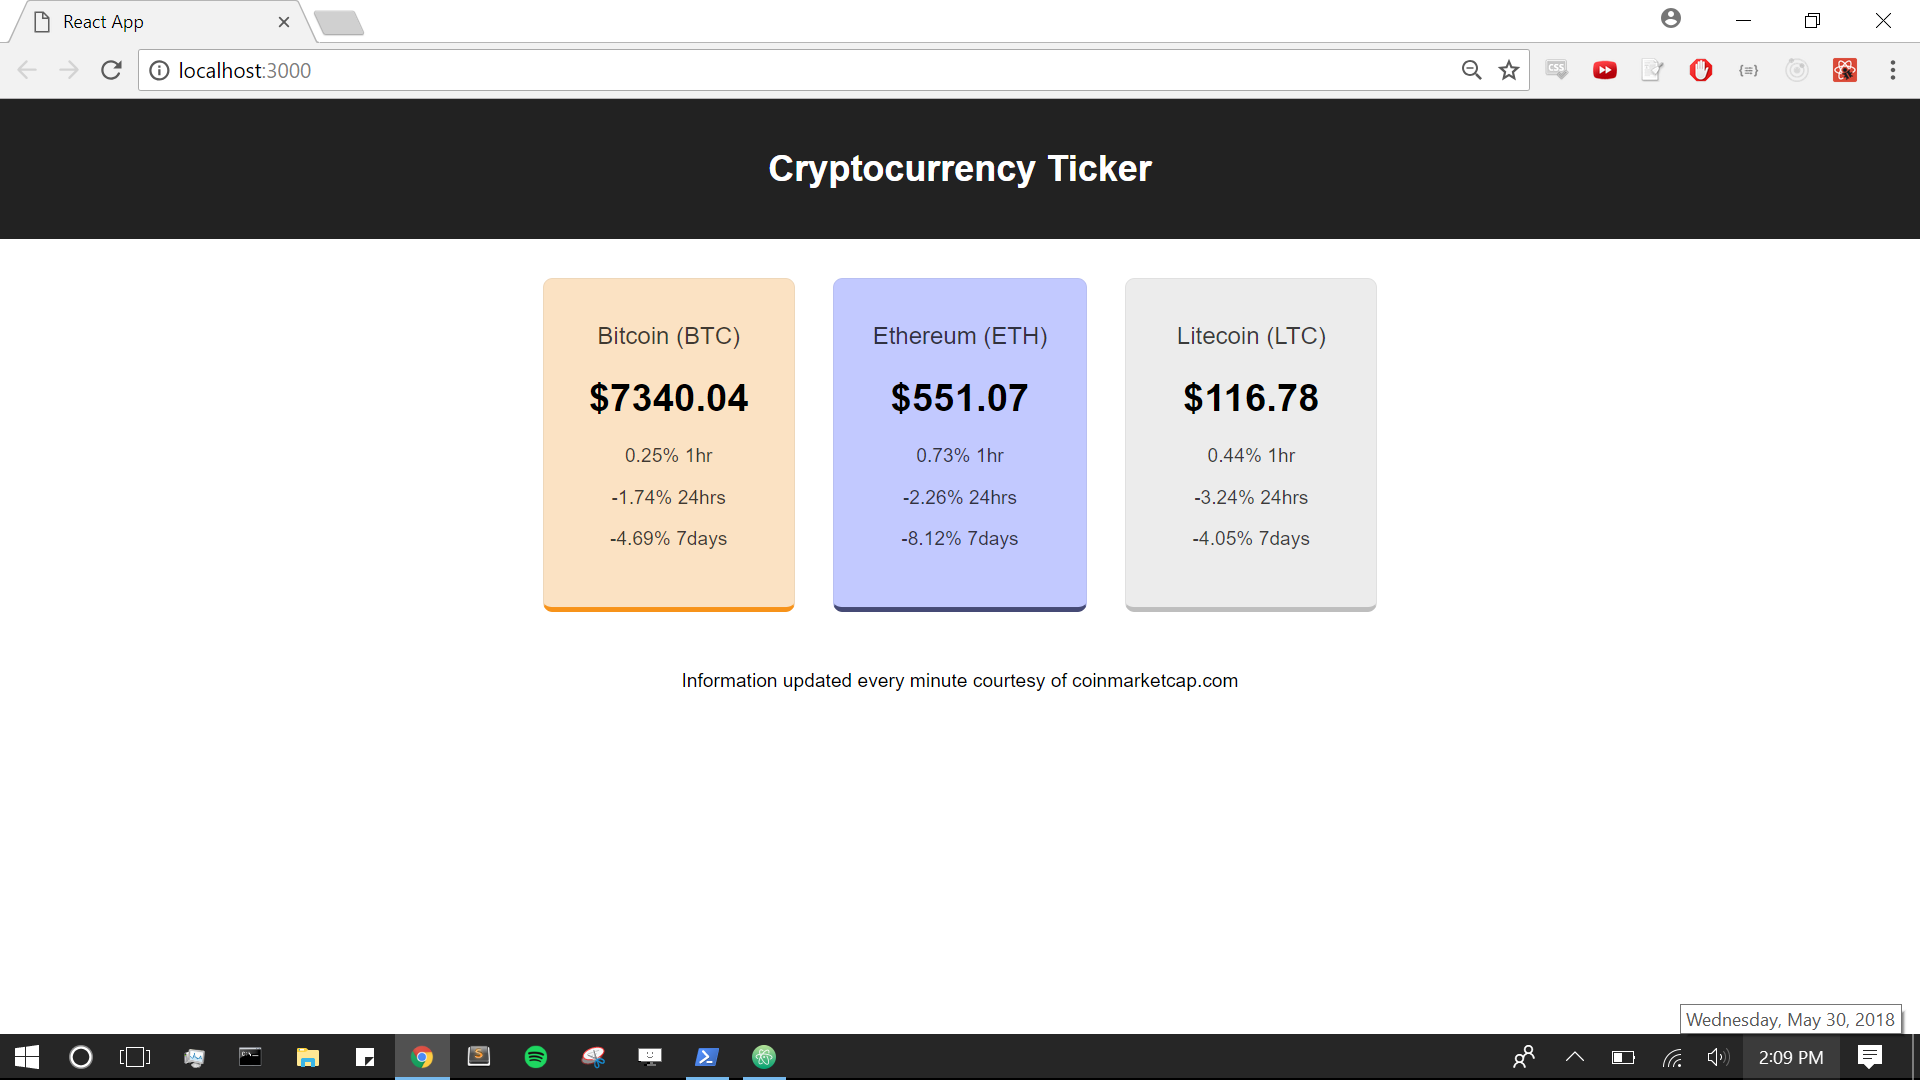 React App
localhost:3000
CSS
Cryptocurrency Ticker
Bitcoin (BTC)
$7340.04
0.25% 1hr
-1.74% 24hrs
-4.69% 7days
Ethereum (ETH)
$551.07
0.73% 1hr
-2.26% 24hrs
-8.12% 7days
Litecoin (LTC)
$116.78
0.44% 1hr
-3.24% 24hrs
-4.05% 7days
Information updated every minute courtesy of coinmarketcap.com
Wednesday, May 30, 2018
2:09 PM